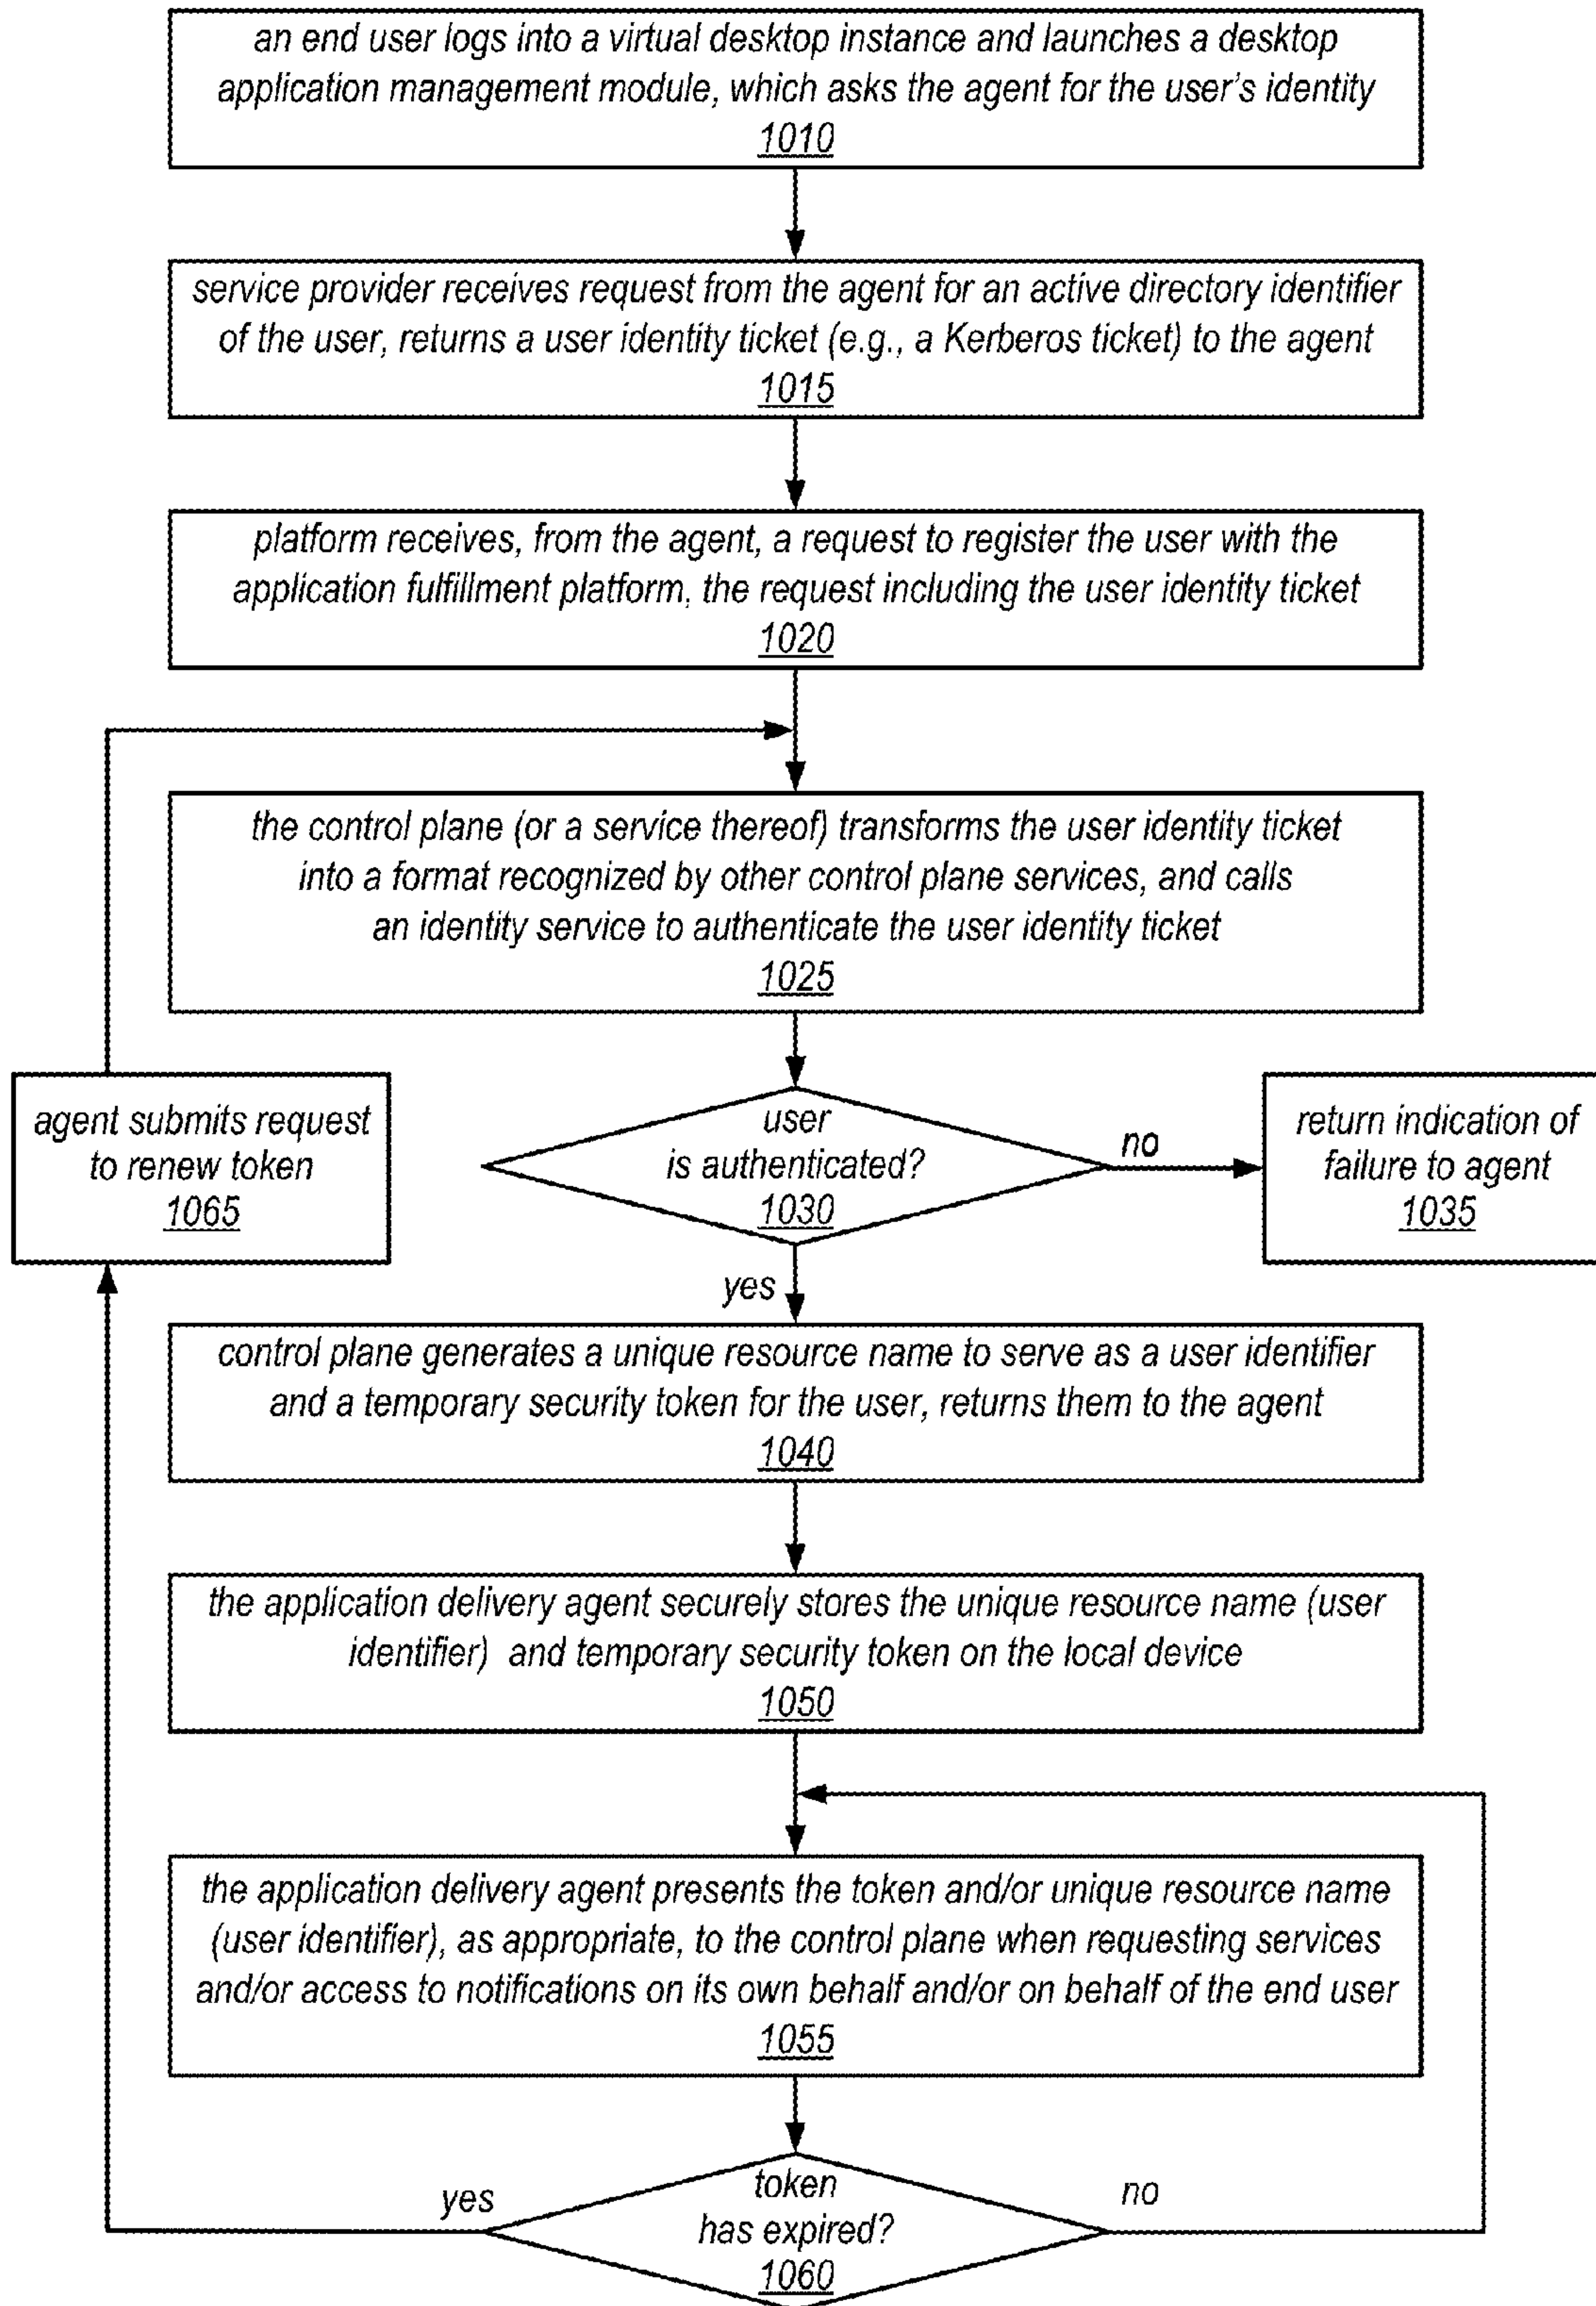 an end user logs into a virtual desktop instance and launches a desktop
application management module, which asks the agent for the user's identity
1010
service provider receives request from the agent for an active directory identifier
of the user, returns a user identity ticket (e.g., a Kerberos ticket) to the agent
1015
platform receives, from the agent, a request to register the user with the
application fulfillment platform, the request including the user identity ticket
1020
the control plane (or a service thereof) transforms the user identity ticket
into a format recognized by other control plane services, and calls
an identity service to authenticate the user identity ticket
1025
agent submits request
to renew token
1065
user
is authenticated?
1030
no
return indication of
failure to agent
1035
yes
control plane generates a unique resource name to serve as a user identifier
and a temporary security token for the user, returns them to the agent
1040
the application delivery agent securely stores the unique resource name (user
identifier) and temporary security token on the local device
1050
the application delivery agent presents the token and/or unique resource name
(user identifier), as appropriate, to the control plane when requesting services
and/or access to notifications on its own behalf and/or on behalf of the end user
1055
yes
token
has expired?
1060
no